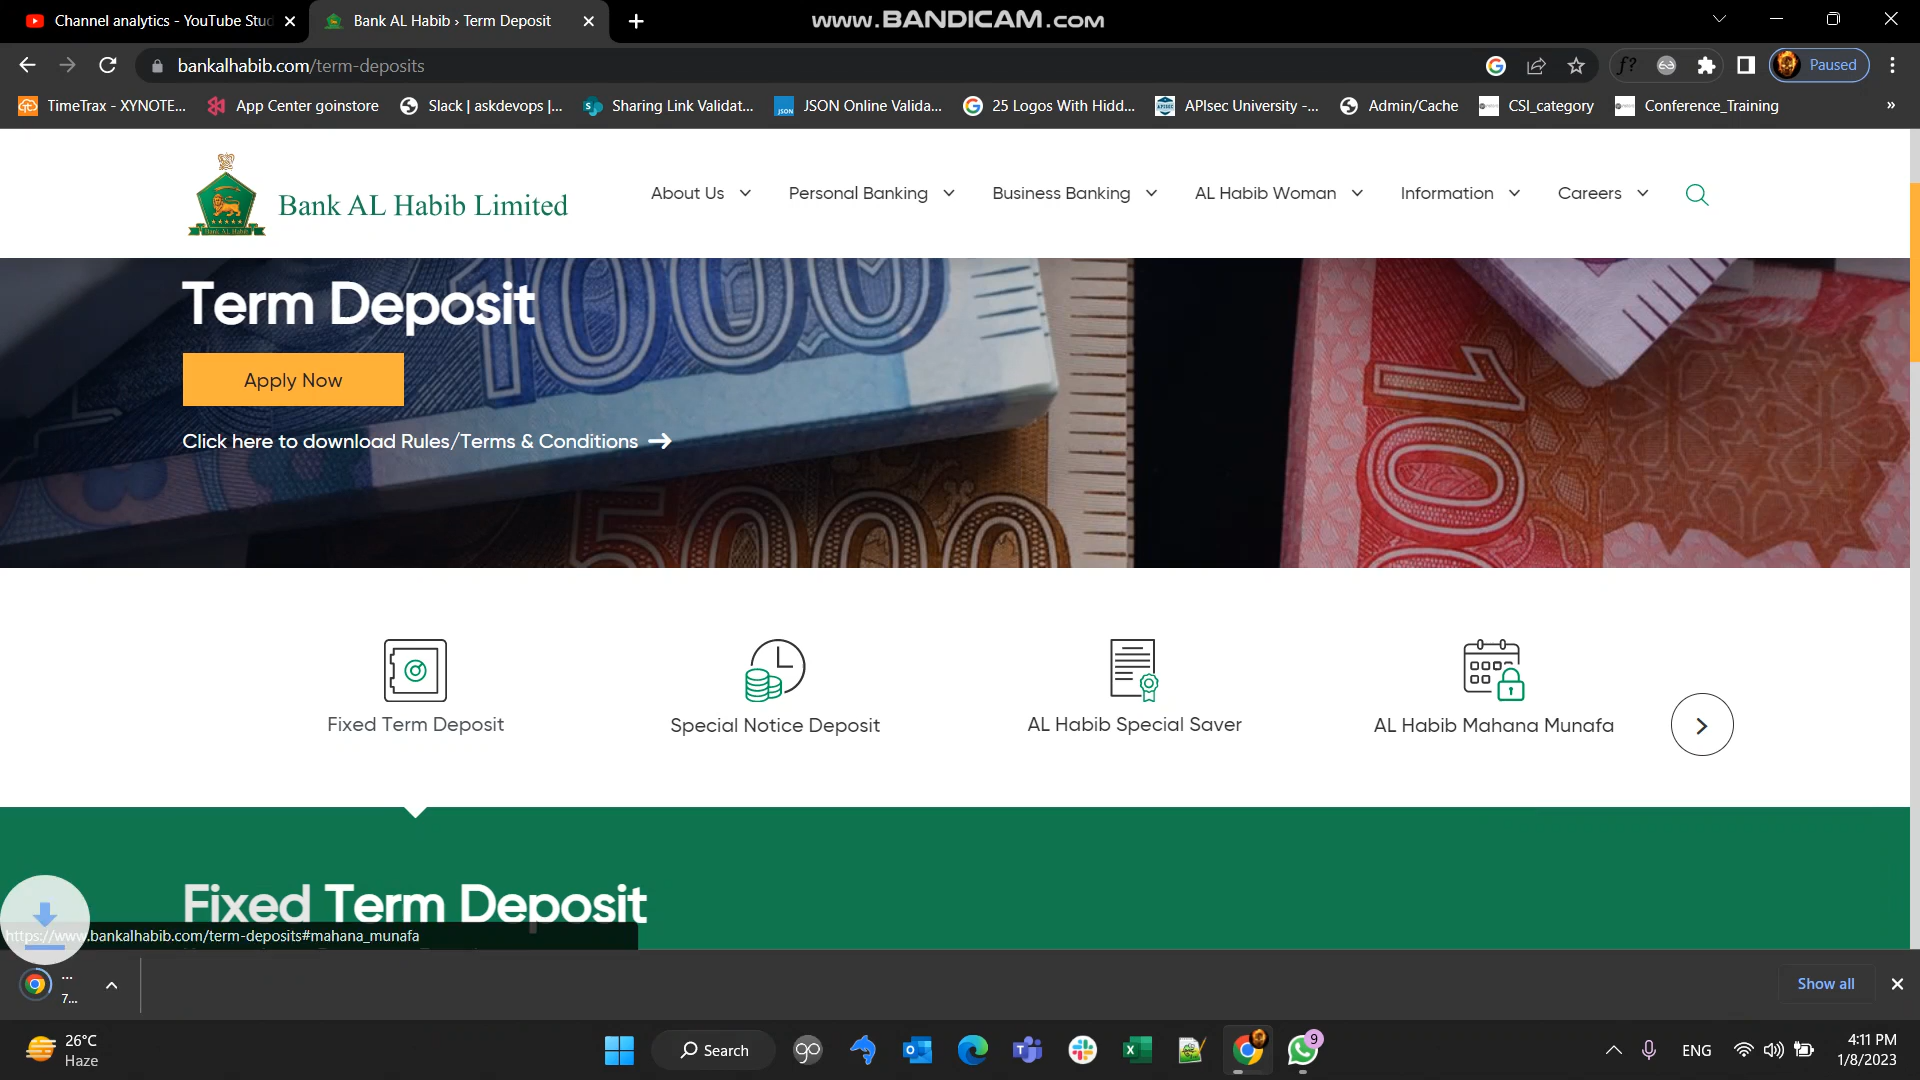 Channel analytics - YouTube Stud
Bank AL Habib › Term Deposit
www.BANDICAM.com
bankalhabib.com/term-deposits
f?
Paused
TimeTrax - XYNOTE...
App Center goinstore
Slack | askdevops |...
Sharing Link Validat...
JSON Online Valida...
25 Logos With Hidd...
APIsec University -...
Admin/Cache
CSI_category
Conference_Training
»
Bank AL Habib Limited
About Us
Personal Banking
Business Banking
AL Habib Woman
Information
Careers
Term Deposit
1000
100
5000
Apply Now
Click here to download Rules/Terms & Conditions
Fixed Term Deposit
Special Notice Deposit
AL Habib Special Saver
AL Habib Mahana Munafa
Fixed Term Deposit
https://www.bankalhabib.com/term-deposits#mahana_munafa
...
7...
Show all
26°C
Haze
Search
9
ENG
4:11 PM
1/8/2023